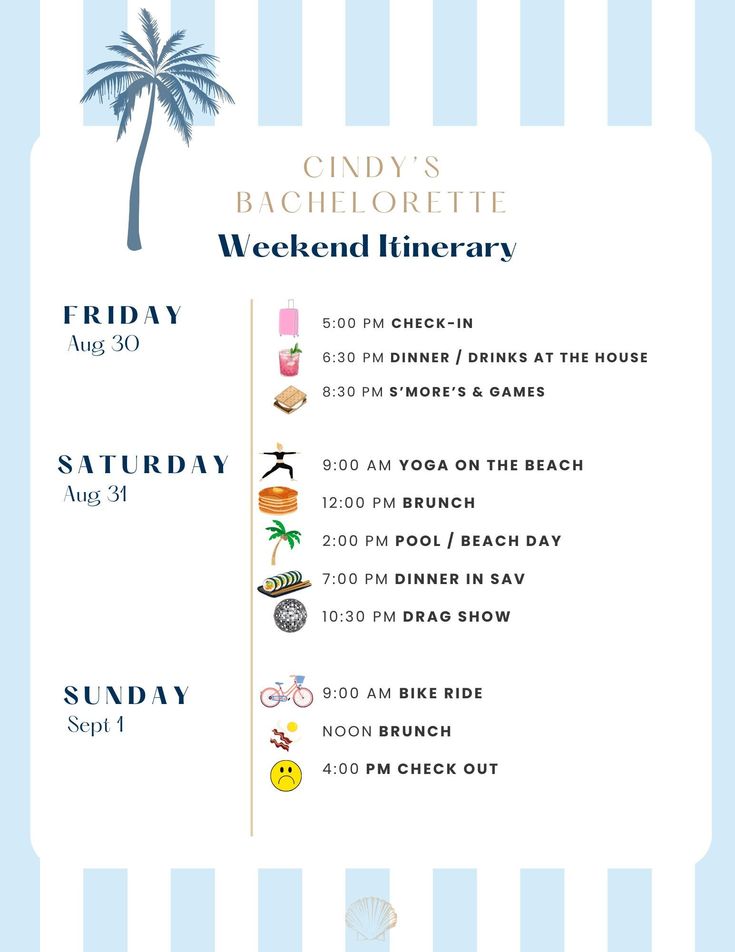 CINDY'S
BACHELORETTE
Weekend Itinerary
FRIDAY
Aug 30
5:00 PM CHECK-IN
6:30 PM DINNER / DRINKS AT THE HOUSE
8:30 PM S'MORE'S & GAMES
SATURDAY
Aug 31
9:00 AM YOGA ON THE BEACH
12:00 PM BRUNCH
2:00 PM POOL / BEACH DAY
7:00 PM DINNER IN SAV
10:30 PM DRAG SHOW
SUNDAY
Sept 1
9:00 AM BIKE RIDE
NOON BRUNCH
4:00 PM CHECK OUT